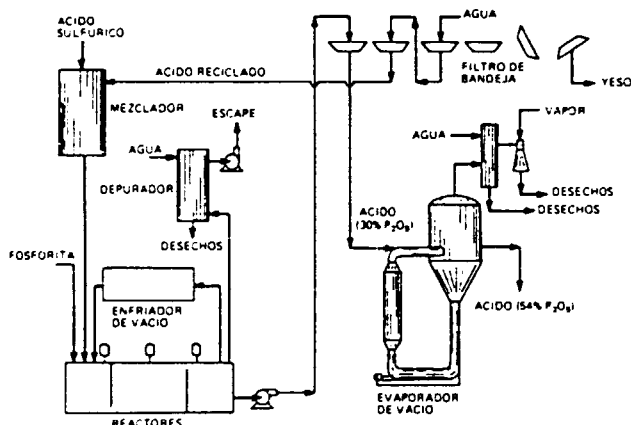 ACIDO
SULFURICO
MEZCLADOR
ACIDO RECICLADO
AGUA
FILTRO DE
BANDEJA
YESO
ESCAPE
AGUA
DEPURADOR
DESECHOS
AGUA
VAPOR
DESECHOS
DESECHOS
FOSFORITA
ENFRIADOR
DE VACIO
REACTORES
ACIDO
(30% P₂O₅)
ACIDO (54% P₂O₅)
EVAPORADOR
DE VACIO